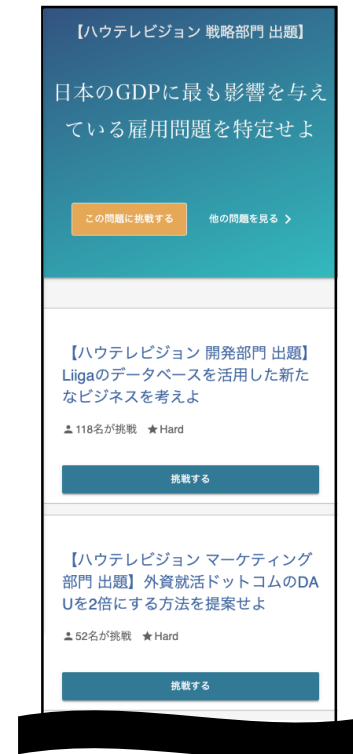 【ハウテレビジョン 戦略部門 出題】
日本のGDPに最も影響を与え
ている雇用問題を特定せよ
この問題に挑戦する 他の問題を見る
【ハウテレビジョン 開発部門 出題】
Liigaのデータベースを活用した新た
なビジネスを考えよ
118名が挑戦 ★Hard
挑戦する
【ハウテレビジョン マーケティング
部門 出題】外資就活ドットコムのDA
Uを2倍にする方法を提案せよ
52名が挑戦 ★Hard
挑戦する